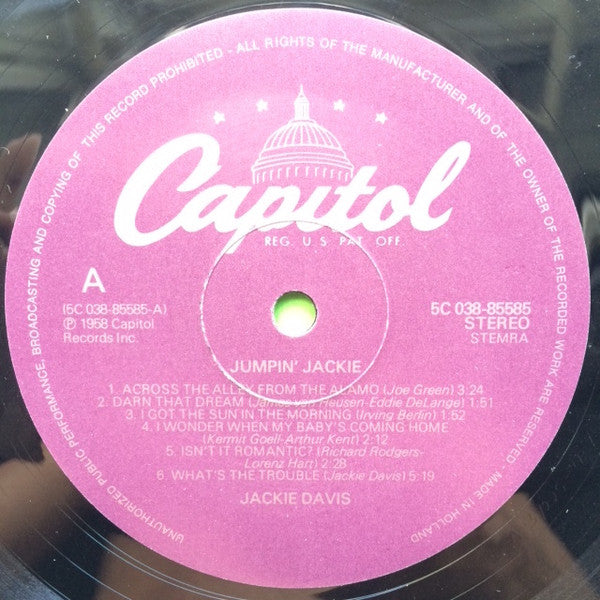 UNAUTHORIZED PUBLIC PERFORMANCE, BROADCASTING AND COPYING OF THIS RECORD PROHIBITED - ALL RIGHTS OF THE MANUFACTURER AND OF THE OWNER OF THE RECORDED WORK ARE RESERVED - MADE IN HOLLAND
Capitol
REG. U.S. PAT. OFF.
A
(5C 038-85585-A)
℗ 1958 Capitol
Records Inc.
5C 038-85585
STEREO
STEMRA
JUMPIN' JACKIE
1. ACROSS THE ALLEY FROM THE ALAMO (Joe Green) 3:24
2. DARN THAT DREAM (James van Heusen-Eddie DeLange) 1:51
3. I GOT THE SUN IN THE MORNING (Irving Berlin) 1:52
4. I WONDER WHEN MY BABY'S COMING HOME
(Kermit Goell-Arthur Kent) 2:12
5. ISN'T IT ROMANTIC? (Richard Rodgers-
Lorenz Hart) 2:28
6. WHAT'S THE TROUBLE (Jackie Davis) 5:19
JACKIE DAVIS